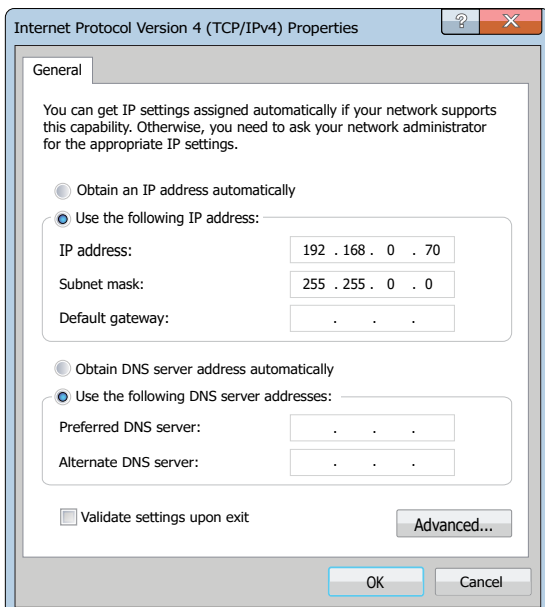 Internet Protocol Version 4 (TCP/IPv4) Properties
?
X
General
You can get IP settings assigned automatically if your network supports
this capability. Otherwise, you need to ask your network administrator
for the appropriate IP settings.
Obtain an IP address automatically
Use the following IP address:
IP address: 192 . 168 . 0 . 70
Subnet mask: 255 . 255 . 0 . 0
Default gateway: . . .
Obtain DNS server address automatically
Use the following DNS server addresses:
Preferred DNS server: . . .
Alternate DNS server: . . .
Validate settings upon exit
Advanced...
OK Cancel